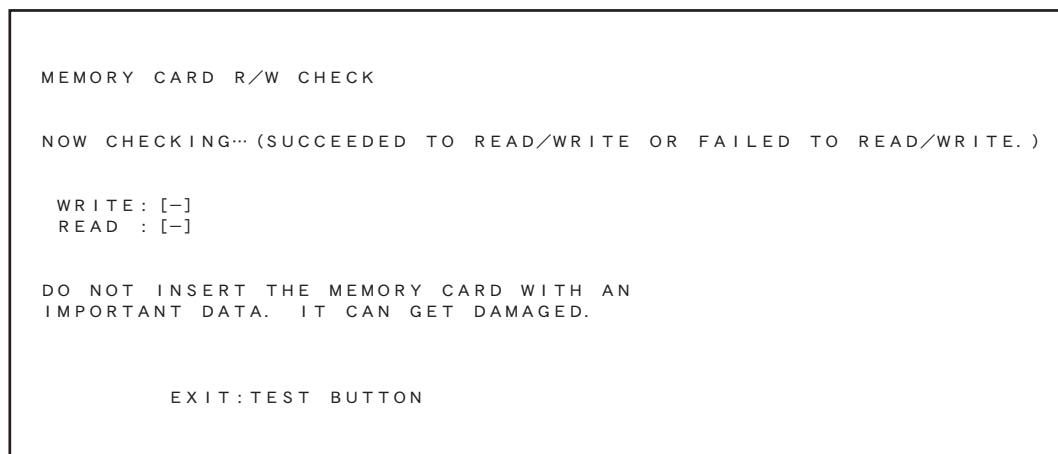 MEMORY CARD R/W CHECK
NOW CHECKING… (SUCCEEDED TO READ/WRITE OR FAILED TO READ/WRITE. )
WRITE: [-]
READ : [-]
DO NOT INSERT THE MEMORY CARD WITH AN
IMPORTANT DATA. IT CAN GET DAMAGED.
EXIT:TEST BUTTON